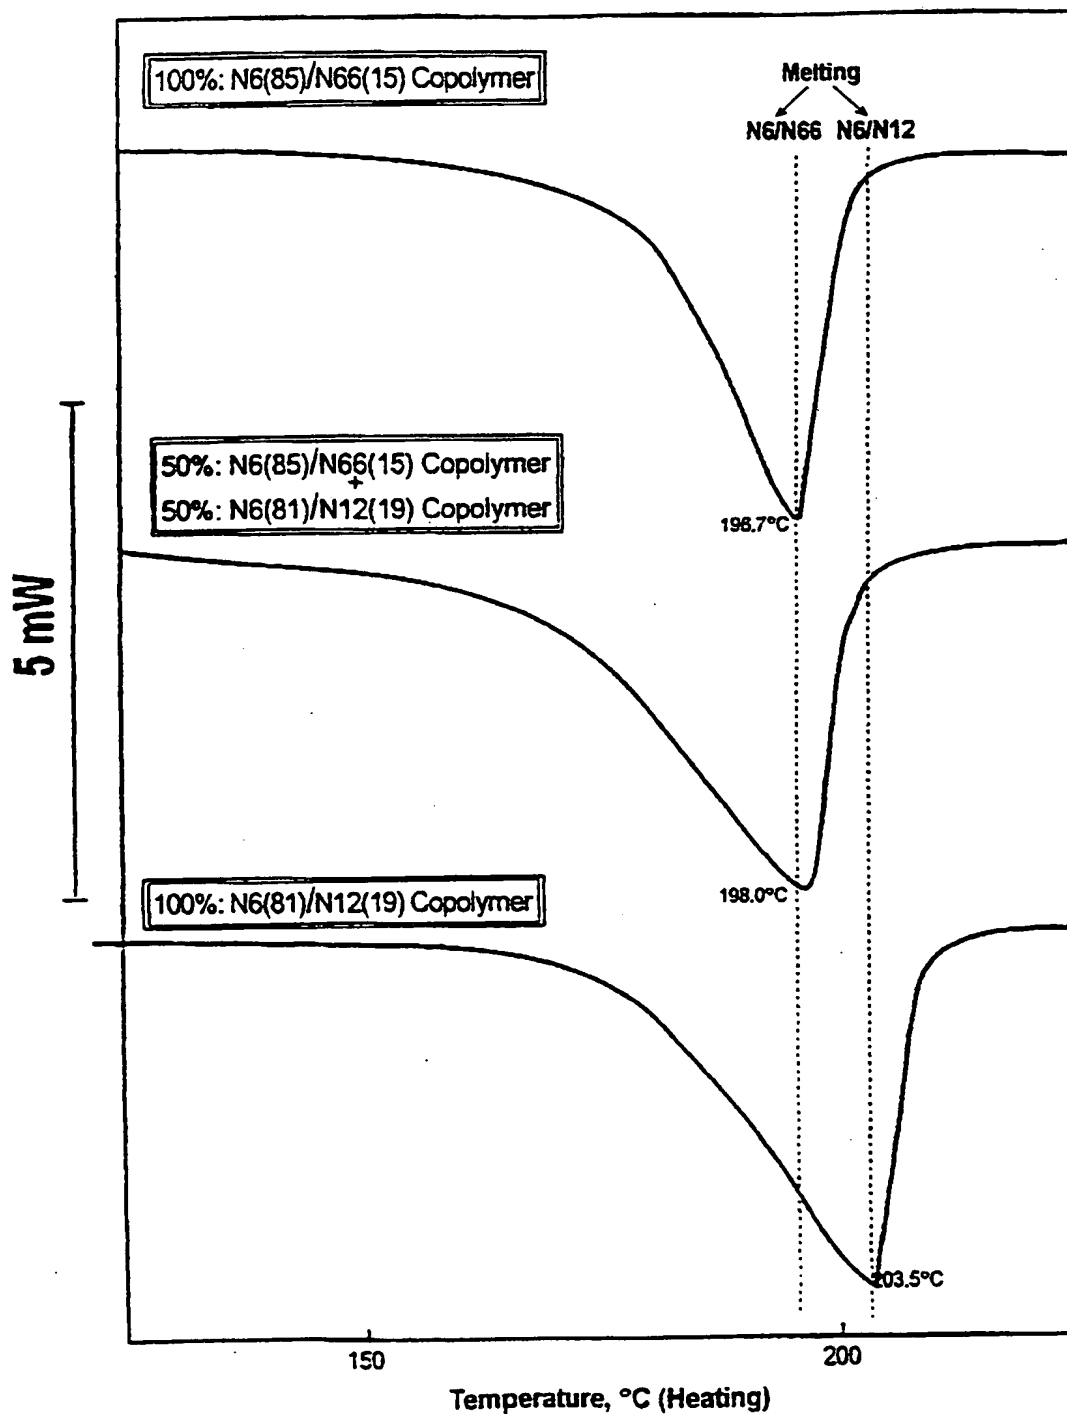 100%: N6(85)/N66(15) Copolymer
Melting
N6/N66 N6/N12
196.7°C
50%: N6(85)/N66(15) Copolymer
+
50%: N6(81)/N12(19) Copolymer
5 mW
198.0°C
100%: N6(81)/N12(19) Copolymer
203.5°C
150
200
Temperature, °C (Heating)